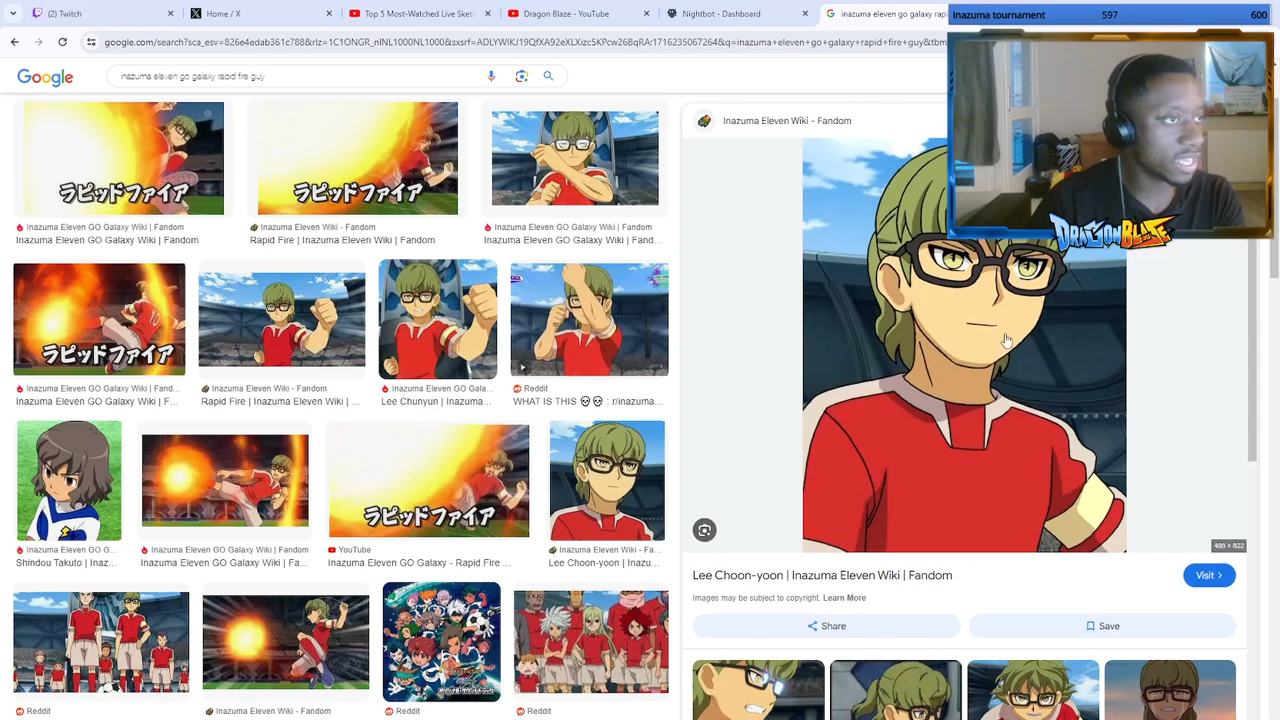 (2) Twitch
Home / X
Top 5 Most-Watched Live Sket
Dragon Blaze - YouTube
Nightbot - Dashboard
inazuma eleven go galaxy rapi
Inazuma tournament 597 600
google.com/search?sca_esv=826e4edab361c788&rlz=1C1ONGR_nlNL1000NL1000&sxsrf=ADLYWIKJ19QfXA92eXLXizc5KPcw26BqRA:1716235067264&q=inazuma+eleven+go+galaxy+rapid+fire+guy&tbm
Google
inazuma eleven go galaxy rapid fire guy
Inazuma Eleven Wiki - Fandom
DRAGONBLAZE
ラピッドファイア
ラピッドファイア
Inazuma Eleven GO Galaxy Wiki | Fandom
Inazuma Eleven GO Galaxy Wiki | Fandom
Inazuma Eleven Wiki - Fandom
Rapid Fire | Inazuma Eleven Wiki | Fandom
Inazuma Eleven GO Galaxy Wiki | Fandom
Inazuma Eleven GO Galaxy Wiki | Fand...
10
ラピッドファイア
Inazuma Eleven GO Galaxy Wiki | Fand...
Inazuma Eleven GO Galaxy Wiki | F...
Inazuma Eleven Wiki - Fandom
Rapid Fire | Inazuma Eleven Wiki | ...
Inazuma Eleven GO Gala...
Lee Chunyun | Inazuma...
Reddit
WHAT IS THIS 💀💀 : r/inazuma...
Inazuma Eleven GO G...
Shindou Takuto | Inaz...
Inazuma Eleven GO Galaxy Wiki | Fandom
Inazuma Eleven GO Galaxy Wiki | Fa...
ラピッドファイア
YouTube
Inazuma Eleven GO Galaxy - Rapid Fire ...
Inazuma Eleven Wiki - Fa...
Lee Choon-yoon | Inazu...
486 × 622
Lee Choon-yoon | Inazuma Eleven Wiki | Fandom
Visit
Images may be subject to copyright. Learn More
Share
Save
Reddit
Inazuma Eleven Wiki - Fandom
Reddit
Reddit